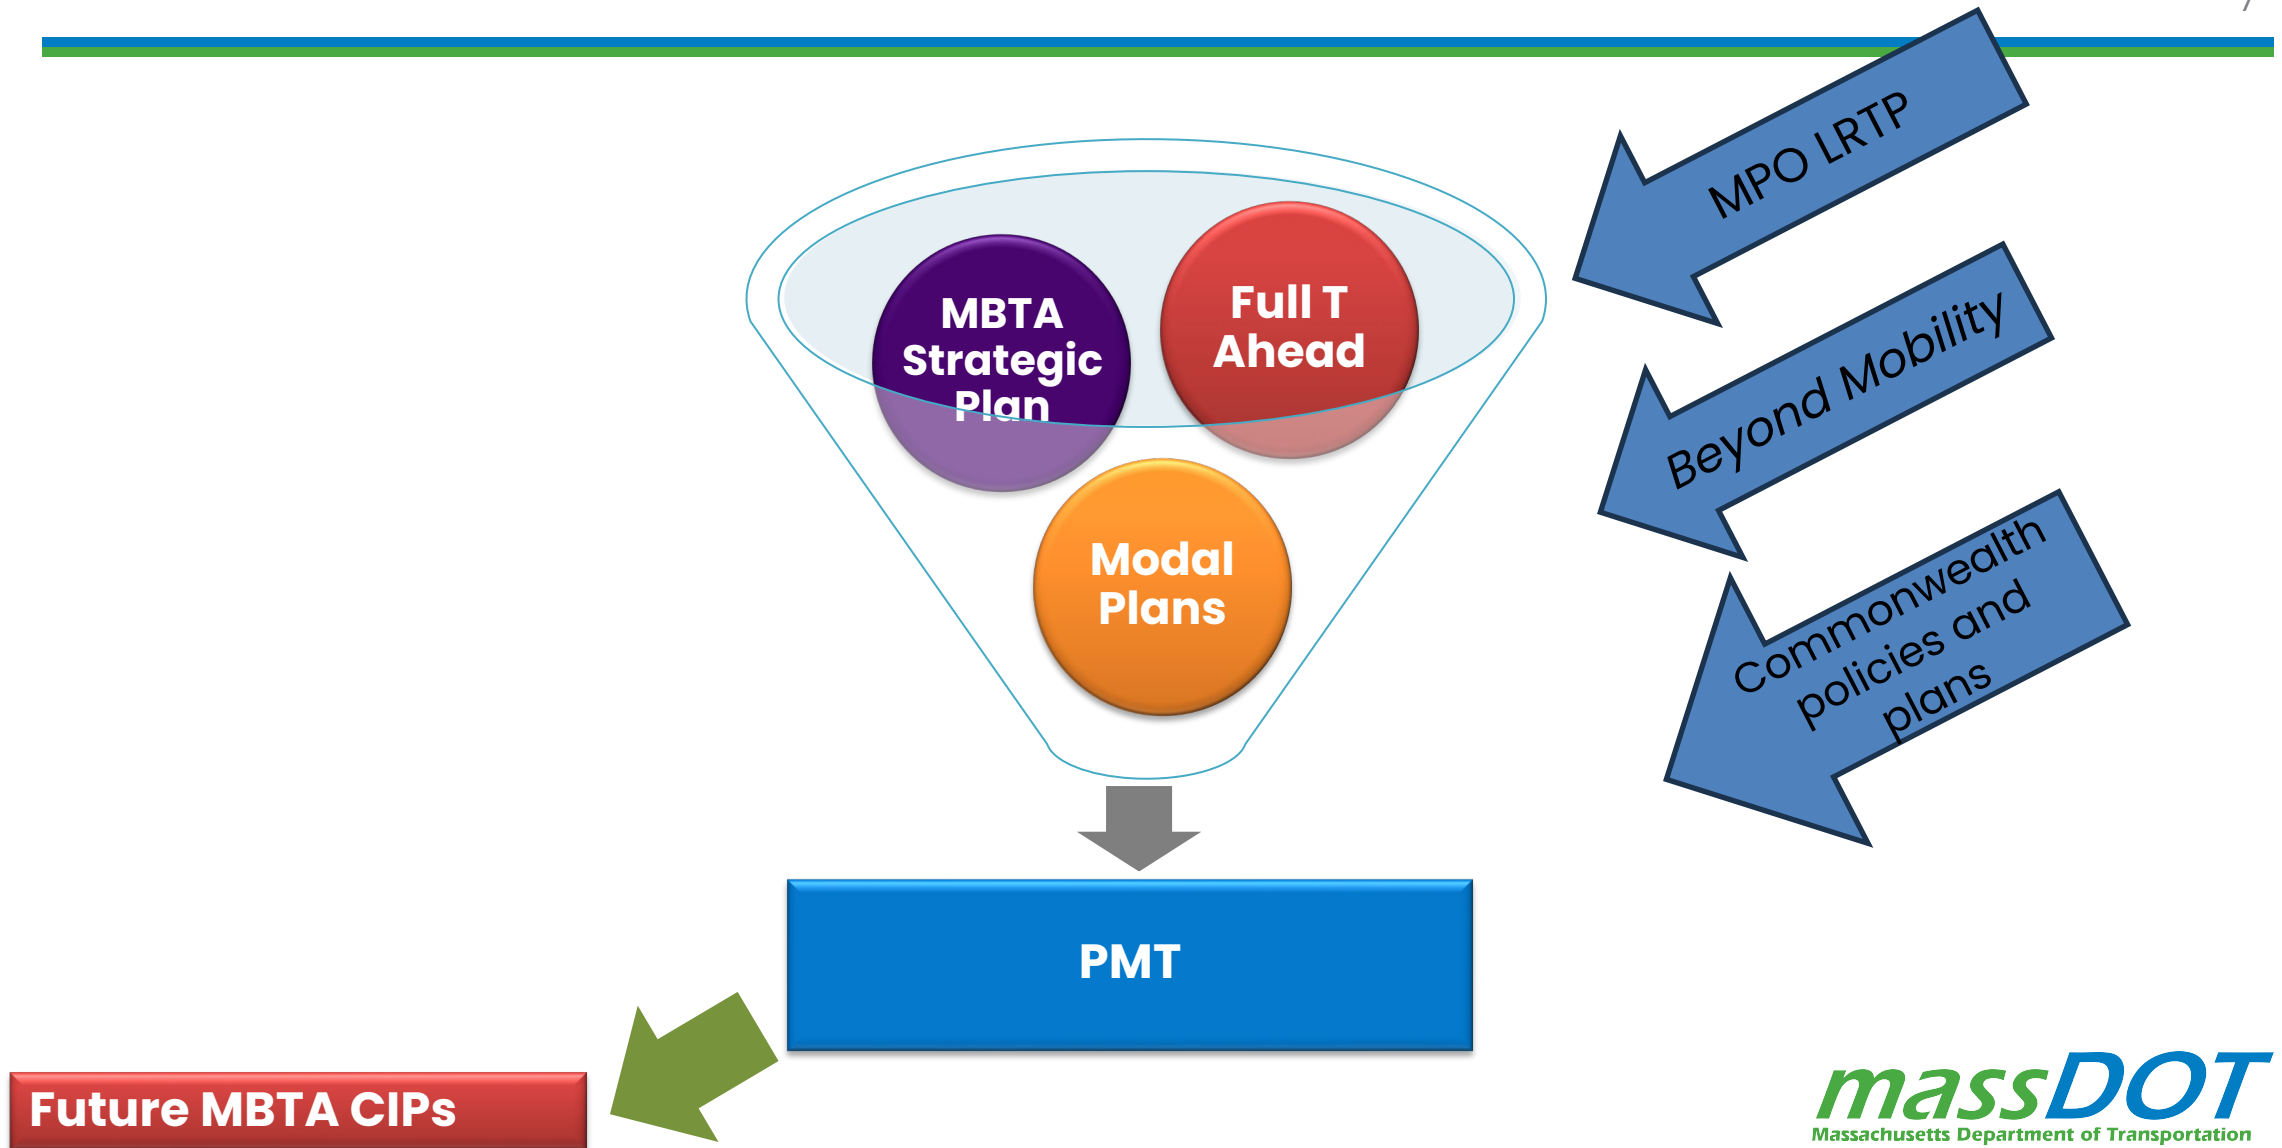 MPO LRTP
MBTA
Strategic
Plan
Full T
Ahead
Beyond Mobility
Modal
Plans
Commonwealth
policies and
plans
PMT
Future MBTA CIPs
massDOT
Massachusetts Department of Transportation